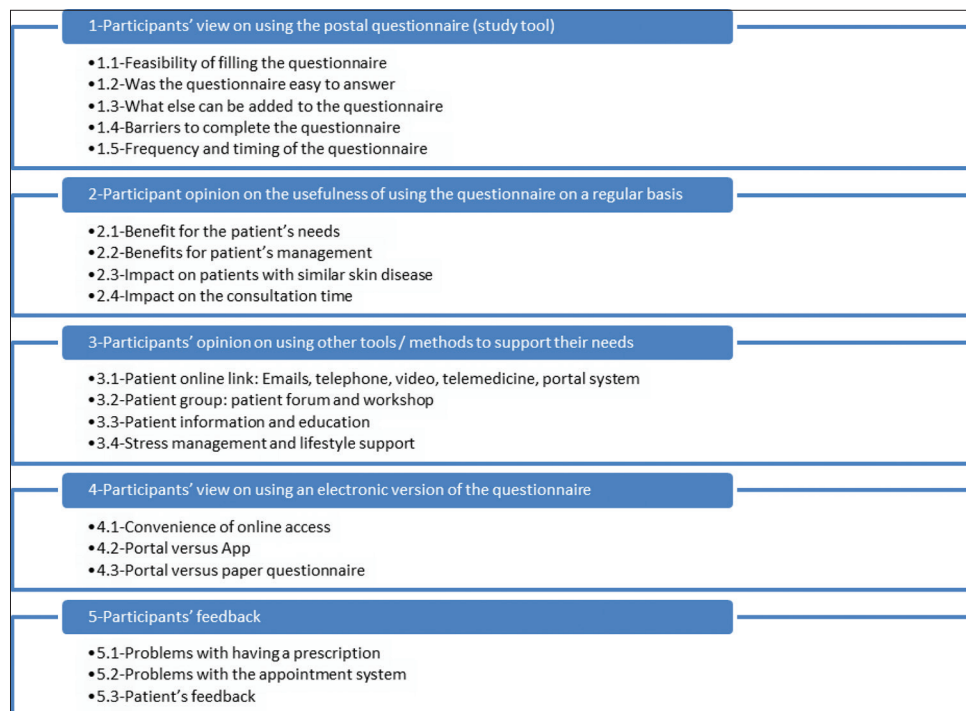 1-Participants’ view on using the postal questionnaire (study tool)
•1.1-Feasibility of filling the questionnaire
•1.2-Was the questionnaire easy to answer
•1.3-What else can be added to the questionnaire
•1.4-Barriers to complete the questionnaire
•1.5-Frequency and timing of the questionnaire
2-Participant opinion on the usefulness of using the questionnaire on a regular basis
•2.1-Benefit for the patient’s needs
•2.2-Benefits for patient’s management
•2.3-Impact on patients with similar skin disease
•2.4-Impact on the consultation time
3-Participants’ opinion on using other tools / methods to support their needs
•3.1-Patient online link: Emails, telephone, video, telemedicine, portal system
•3.2-Patient group: patient forum and workshop
•3.3-Patient information and education
•3.4-Stress management and lifestyle support
4-Participants’ view on using an electronic version of the questionnaire
•4.1-Convenience of online access
•4.2-Portal versus App
•4.3-Portal versus paper questionnaire
5-Participants’ feedback
•5.1-Problems with having a prescription
•5.2-Problems with the appointment system
•5.3-Patient’s feedback